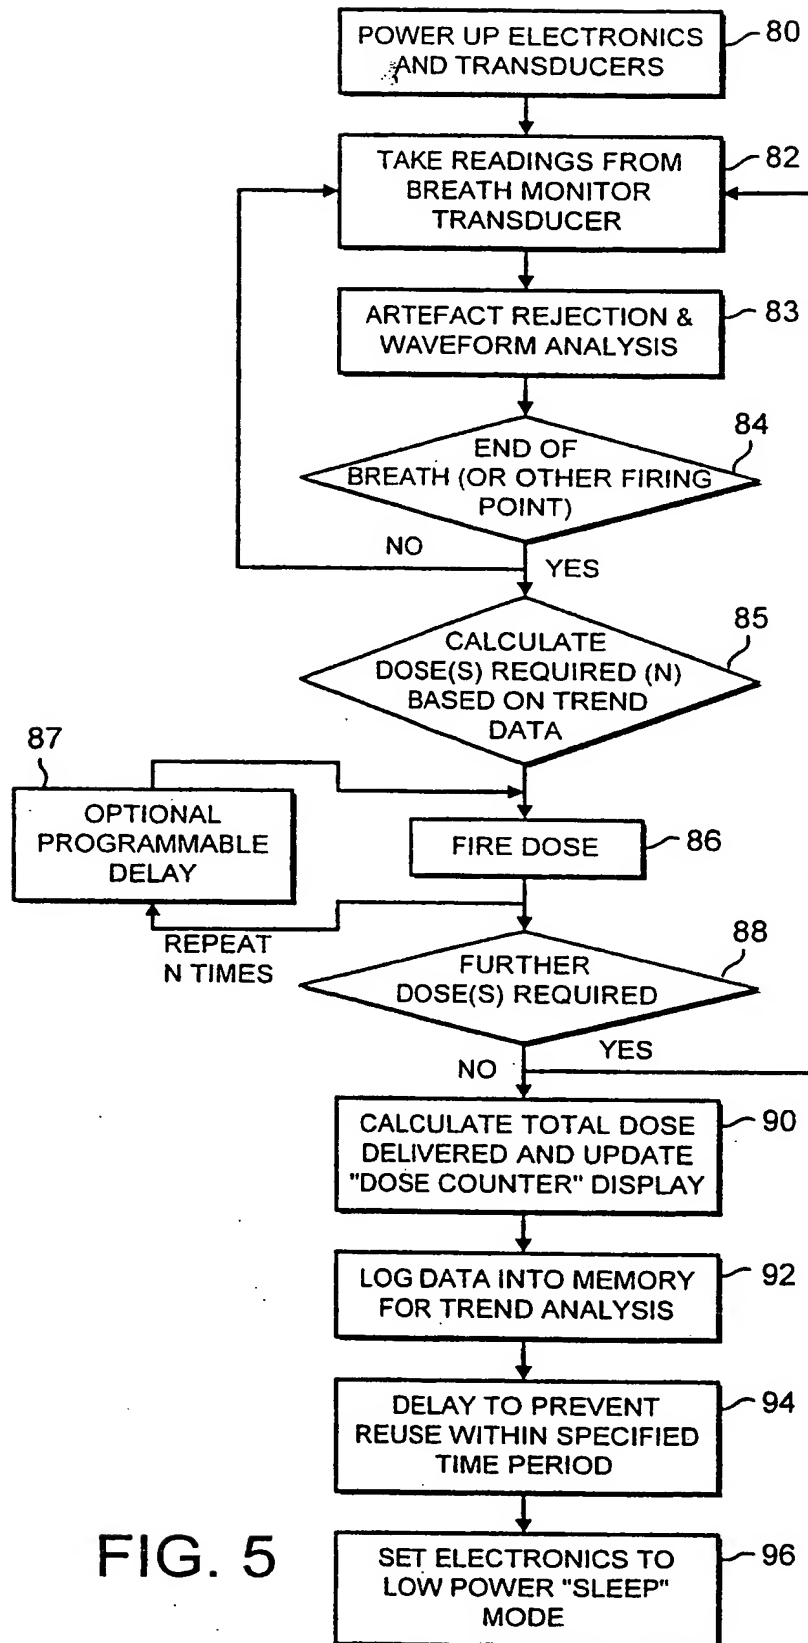 POWER UP ELECTRONICS
AND TRANSDUCERS
80
TAKE READINGS FROM
BREATH MONITOR
TRANSDUCER
82
ARTEFACT REJECTION &
WAVEFORM ANALYSIS
83
END OF
BREATH (OR OTHER FIRING
POINT)
84
NO
YES
CALCULATE
DOSE(S) REQUIRED (N)
BASED ON TREND
DATA
85
87
OPTIONAL
PROGRAMMABLE
DELAY
FIRE DOSE
86
REPEAT
N TIMES
FURTHER
DOSE(S) REQUIRED
88
NO
YES
CALCULATE TOTAL DOSE
DELIVERED AND UPDATE
"DOSE COUNTER" DISPLAY
90
LOG DATA INTO MEMORY
FOR TREND ANALYSIS
92
DELAY TO PREVENT
REUSE WITHIN SPECIFIED
TIME PERIOD
94
SET ELECTRONICS TO
LOW POWER "SLEEP"
MODE
96
FIG. 5